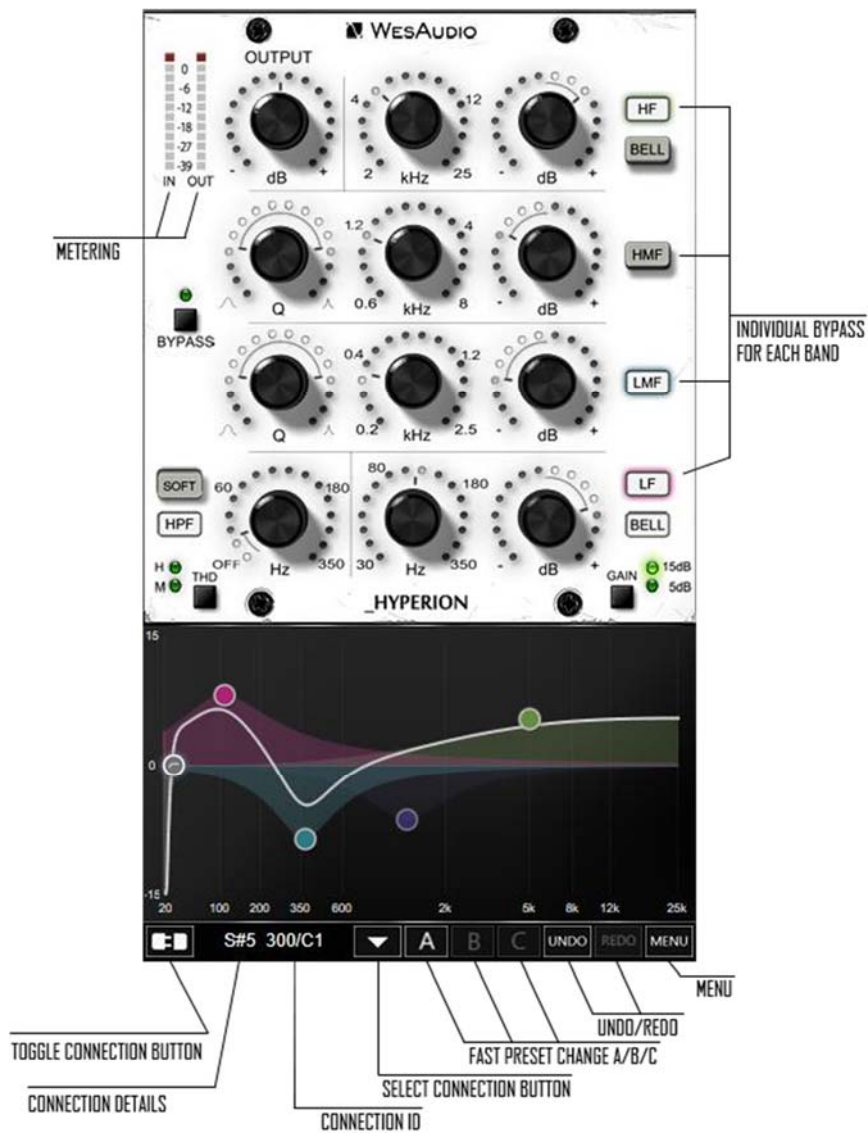 WESAUDIO
OUTPUT
0
-6
-12
-18
-27
-39
IN OUT
- dB +
4 12
2 kHz 25
- dB +
HF
BELL
METERING
BYPASS
Q
1.2 4
0.6 kHz 8
- dB +
HMF
INDIVIDUAL BYPASS
FOR EACH BAND
Q
0.4 1.2
0.2 kHz 2.5
- dB +
LMF
SOFT
HPF
60 180
OFF Hz 350
80 180
30 Hz 350
- dB +
LF
BELL
H
M
THD
GAIN
15dB
5dB
_HYPERION
15
0
-15
20 100 200 350 600 2k 5k 8k 12k 25k
S#5 300/C1
A B C UNDO REDO MENU
MENU
UNDO/REDO
TOGGLE CONNECTION BUTTON
FAST PRESET CHANGE A/B/C
SELECT CONNECTION BUTTON
CONNECTION DETAILS
CONNECTION ID